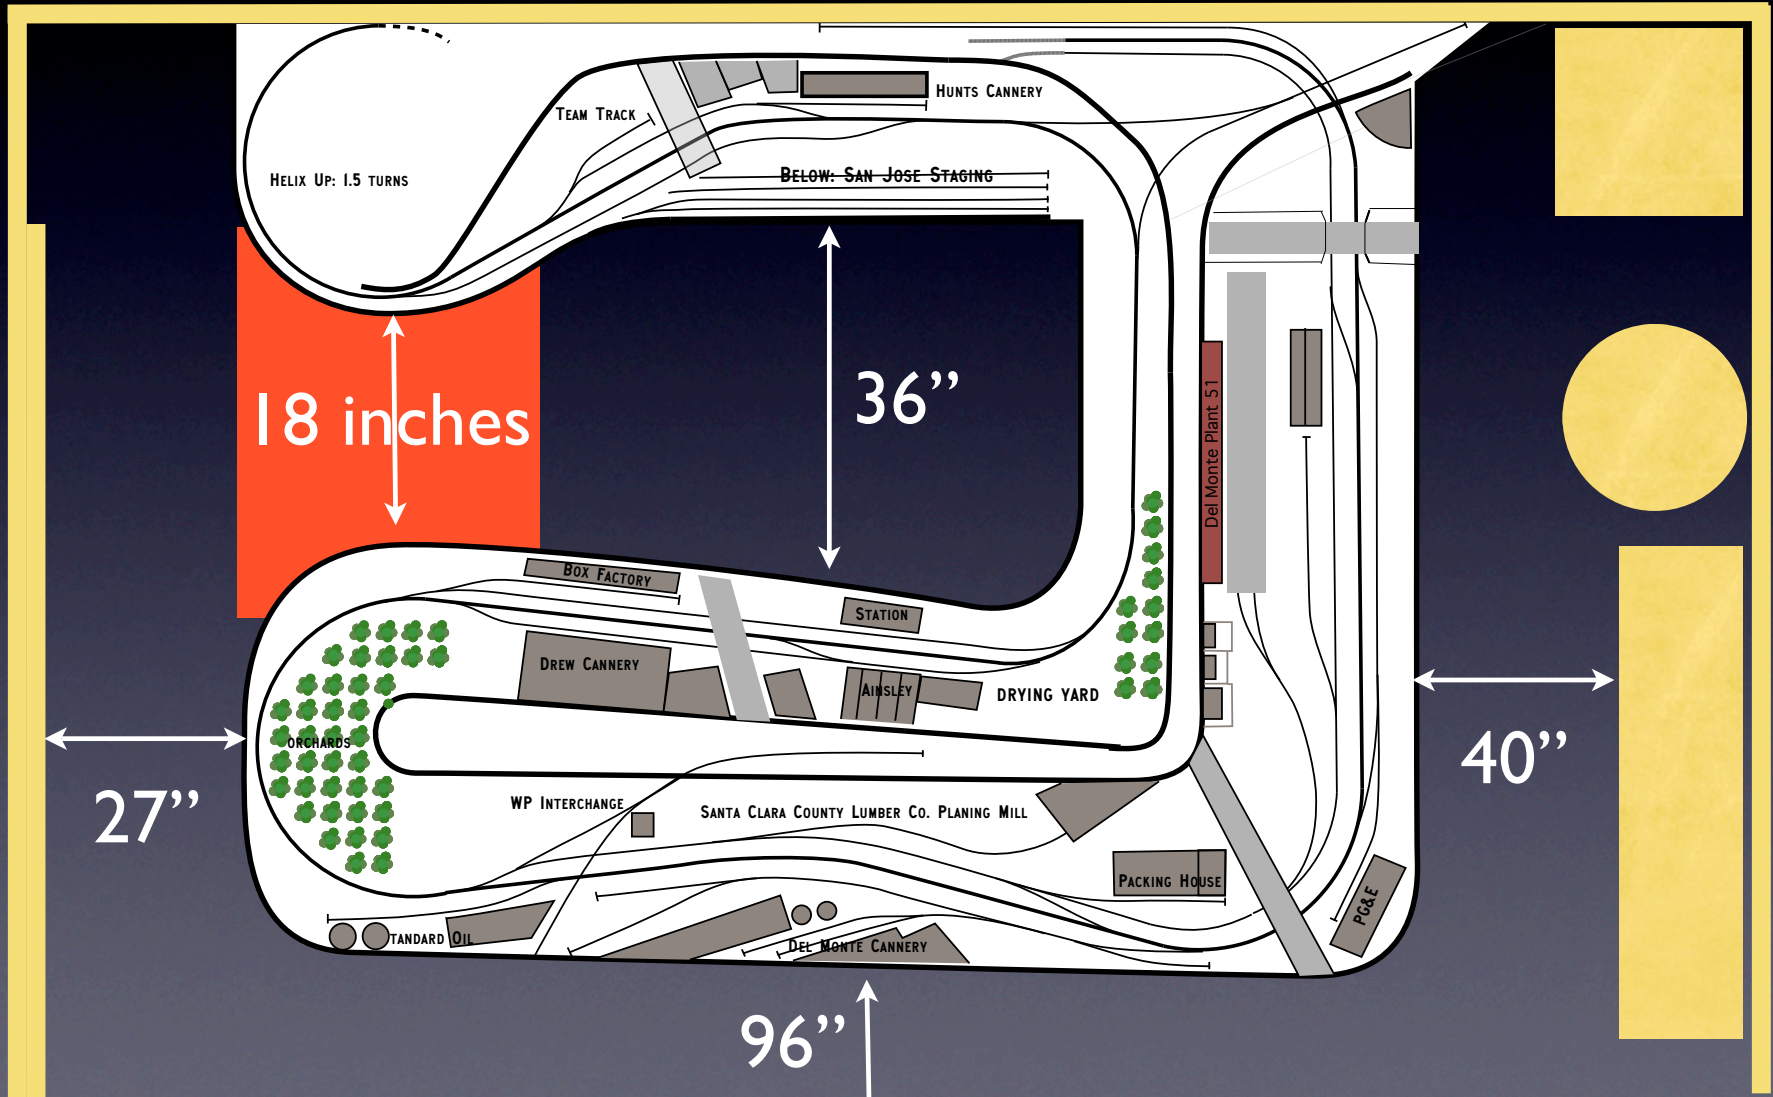 Hunts Cannery
Team Track
Below: San Jose Staging
Helix Up: 1.5 turns
18 inches
36”
Del Monte Plant 51
Box Factory
Station
Drew Cannery
Ainsley
DRYING YARD
ORCHARDS
40”
27”
WP Interchange
Santa Clara County Lumber Co. Planing Mill
Packing House
PG&E
tandard Oil
Del Monte Cannery
96”